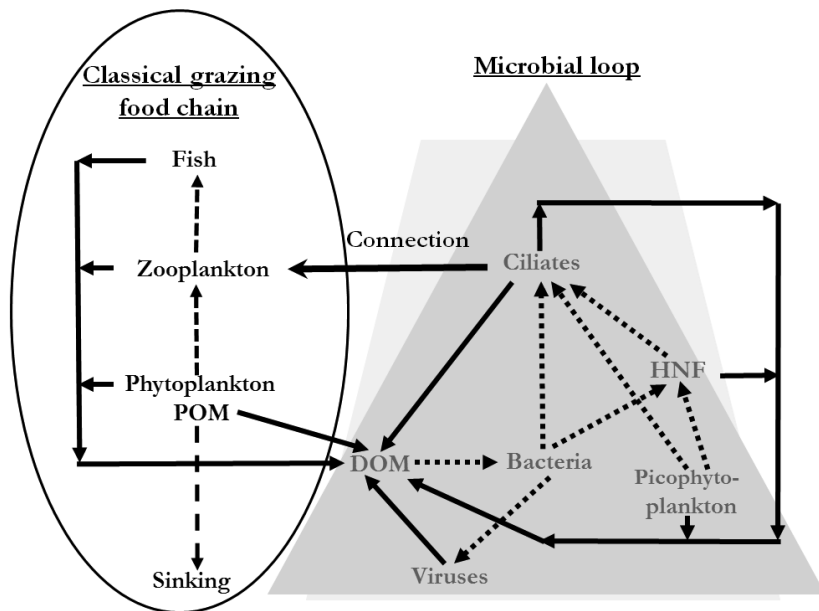 Classical grazing
food chain
Microbial loop
Fish
Connection
Zooplankton
Ciliates
Phytoplankton
POM
HNF
DOM
Bacteria
Picophyto-
plankton
Sinking
Viruses